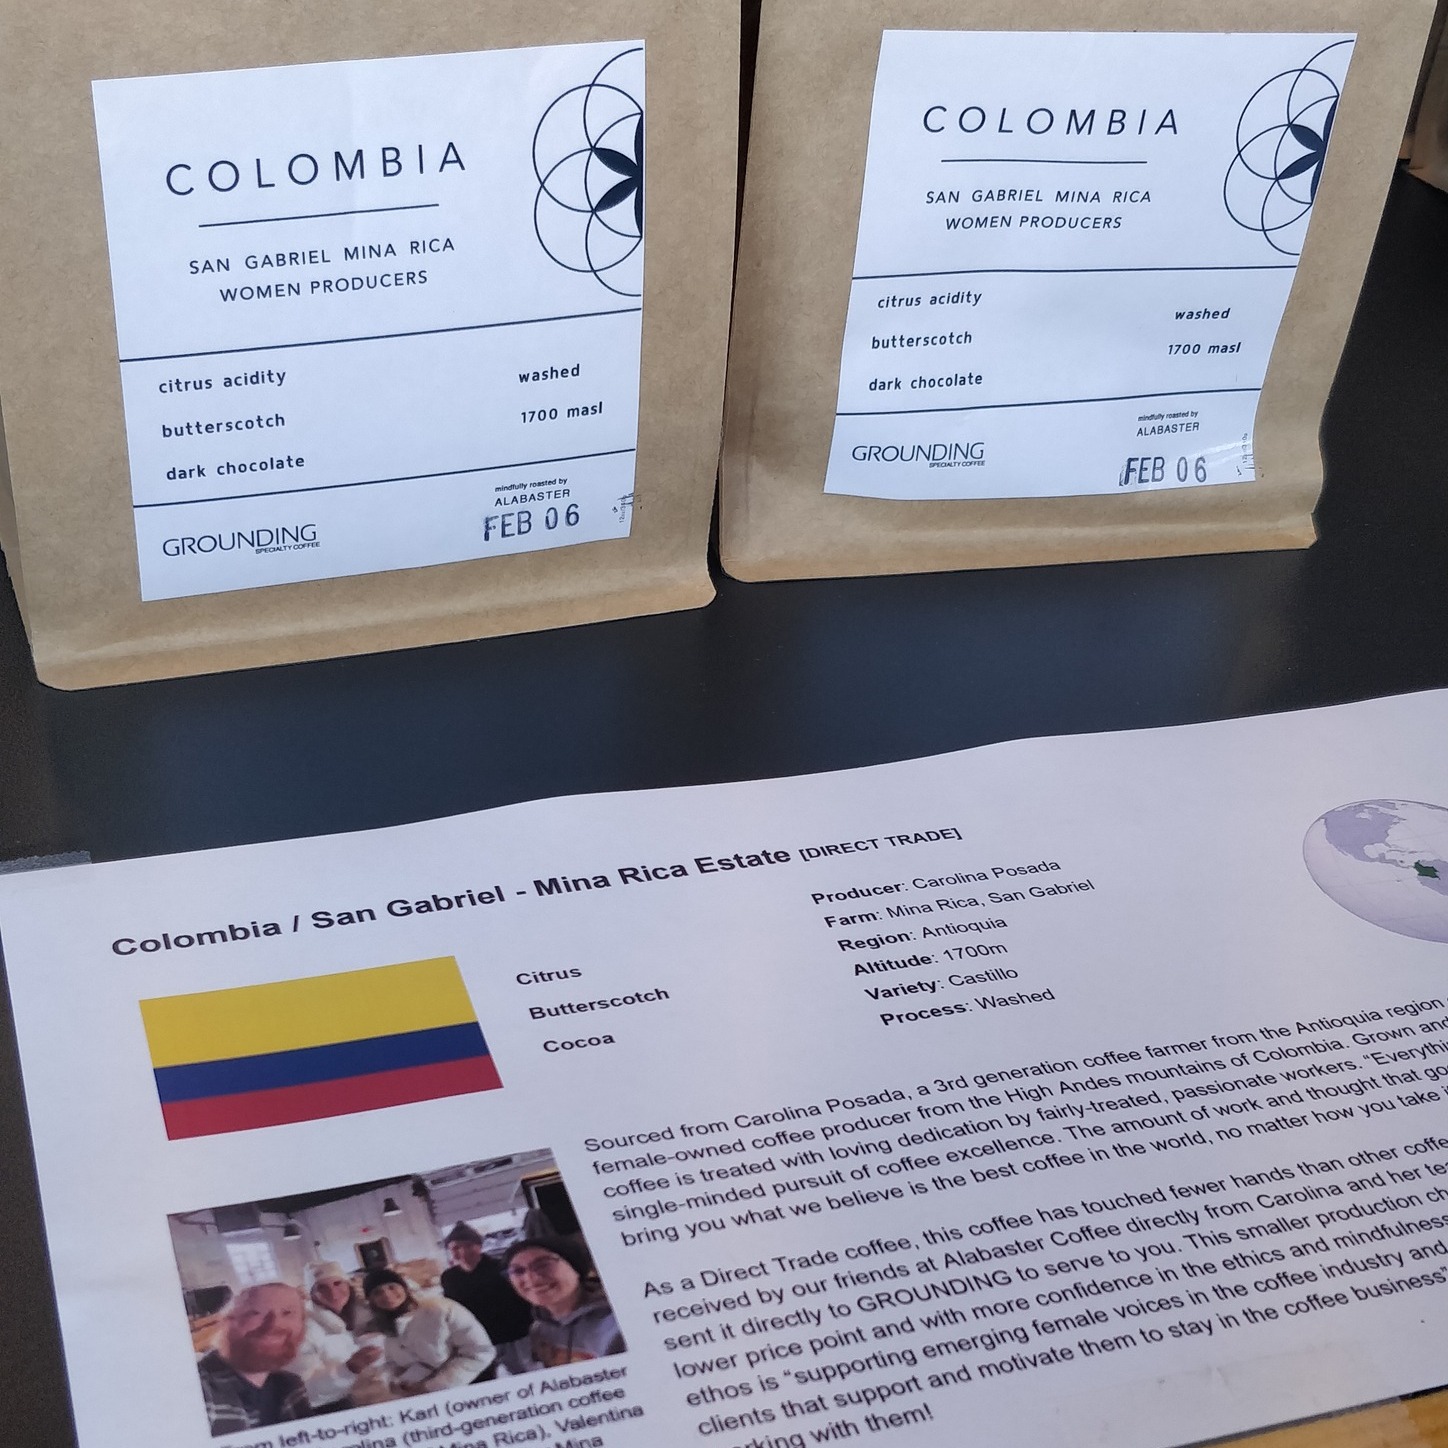 COLOMBIA
SAN GABRIEL MINA RICA
WOMEN PRODUCERS
citrus acidity
butterscotch
dark chocolate
washed
1700 masl
GROUNDING
SPECIALTY COFFEE
mindfully roasted by
ALABASTER
FEB 06
COLOMBIA
SAN GABRIEL MINA RICA
WOMEN PRODUCERS
citrus acidity
butterscotch
dark chocolate
washed
1700 masl
GROUNDING
SPECIALTY COFFEE
mindfully roasted by
ALABASTER
FEB 06
Colombia / San Gabriel - Mina Rica Estate [DIRECT TRADE]
Citrus
Butterscotch
Cocoa
Producer: Carolina Posada
Farm: Mina Rica, San Gabriel
Region: Antioquia
Altitude: 1700m
Variety: Castillo
Process: Washed
Sourced from Carolina Posada, a 3rd generation coffee farmer from the Antioquia region
female-owned coffee producer from the High Andes mountains of Colombia. Grown and
coffee is treated with loving dedication by fairly-treated, passionate workers. “Everythi
single-minded pursuit of coffee excellence. The amount of work and thought that go
bring you what we believe is the best coffee in the world, no matter how you take i
As a Direct Trade coffee, this coffee has touched fewer hands than other coffe
received by our friends at Alabaster Coffee directly from Carolina and her te
sent it directly to GROUNDING to serve to you. This smaller production ch
lower price point and with more confidence in the ethics and mindfulness
ethos is “supporting emerging female voices in the coffee industry and
clients that support and motivate them to stay in the coffee business”
rking with them!
om left-to-right: Karl (owner of Alabaster
lina (third-generation coffee
Mina Rica), Valentina
Mina